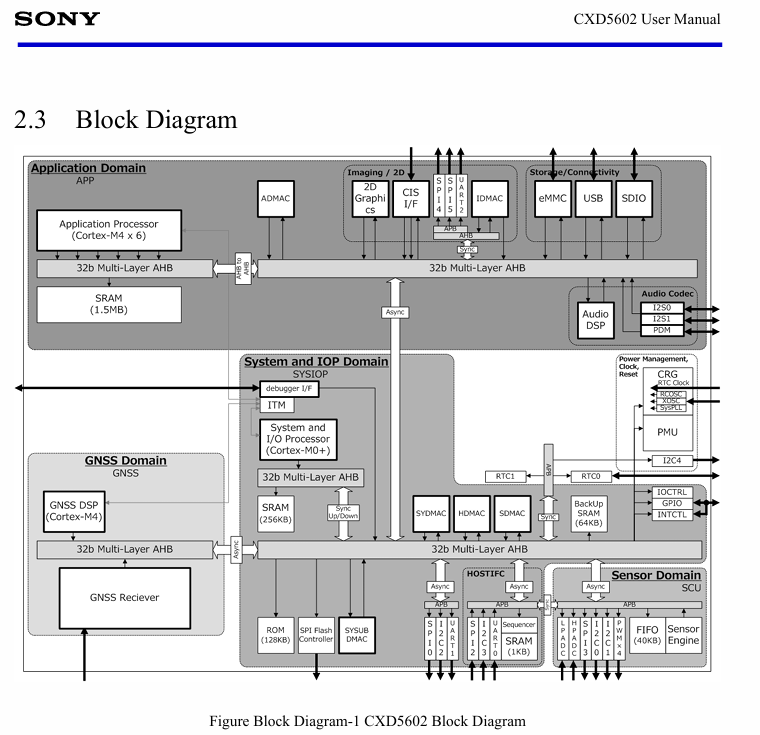 SONY
CXD5602 User Manual
2.3 Block Diagram
Application Domain
APP
Application Processor
(Cortex-M4 x 6)
32b Multi-Layer AHB
SRAM
(1.5MB)
AHB to
AHB
ADMAC
Imaging / 2D
2D
Graphi
cs
CIS
I/F
SPI4
SPI5
UART2
IDMAC
APB
AHB
Sync
32b Multi-Layer AHB
Storage/Connectivity
eMMC
USB
SDIO
Audio Codec
Audio
DSP
I2S0
I2S1
PDM
Async
System and IOP Domain
SYSIOP
debugger I/F
ITM
System and
I/O Processor
(Cortex-M0+)
32b Multi-Layer AHB
SRAM
(256KB)
Sync
Up/Down
Power Management,
Clock,
Reset
CRG
RTC Clock
RCOSC
XOSC
SysPLL
PMU
I2C4
APB
RTC1
RTC0
Sync
SYDMAC
HDMAC
SDMAC
BackUp
SRAM
(64KB)
IOCTRL
GPIO
INTCTL
GNSS Domain
GNSS
GNSS DSP
(Cortex-M4)
32b Multi-Layer AHB
GNSS Reciever
Async
32b Multi-Layer AHB
ROM
(128KB)
SPI Flash
Controller
SYSUB
DMAC
Async
APB
SPI0
I2C2
UART1
HOSTIFC
Async
APB
SPI2
I2C3
UART0
Sequencer
SRAM
(1KB)
Sync
Sensor Domain
SCU
Async
APB
LPADC
HPADC
SPI3
I2C0
I2C1
PWMx4
FIFO
(40KB)
Sensor
Engine
Figure Block Diagram-1 CXD5602 Block Diagram